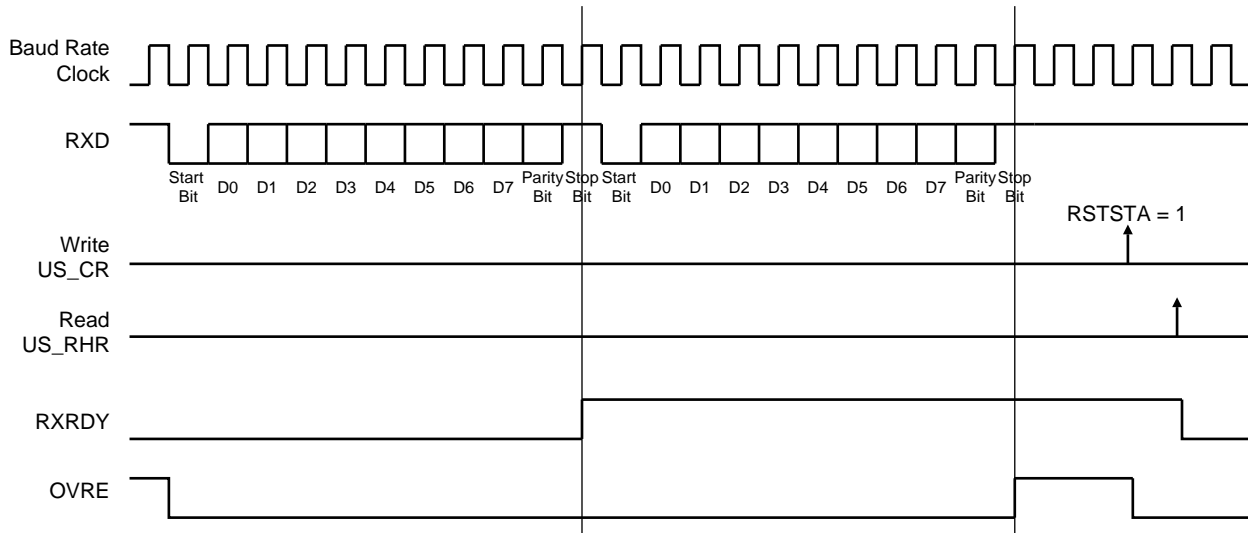 Baud Rate
Clock
RXD
Start
Bit
D0
D1
D2
D3
D4
D5
D6
D7
Parity
Bit
Stop
Bit
Start
Bit
D0
D1
D2
D3
D4
D5
D6
D7
Parity
Bit
Stop
Bit
RSTSTA = 1
Write
US_CR
Read
US_RHR
RXRDY
OVRE